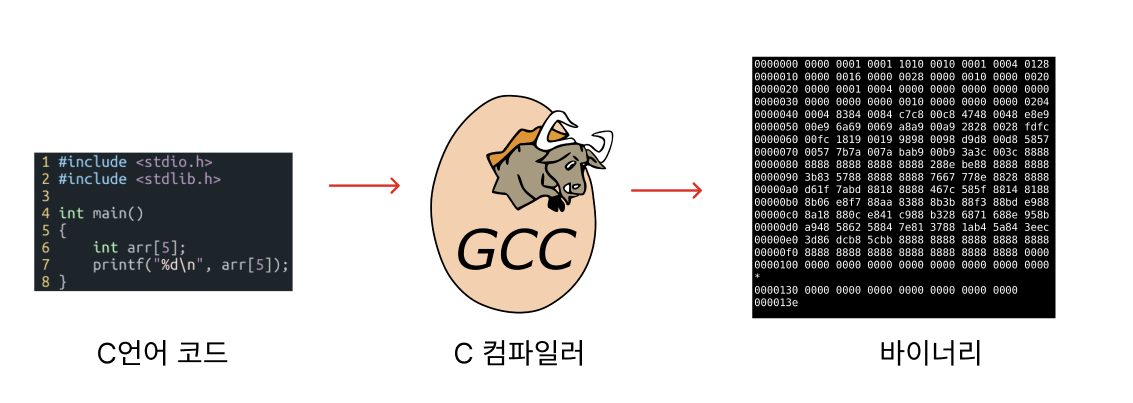 1 #include <stdio.h>
2 #include <stdlib.h>
3
4 int main()
5 {
6     int arr[5];
7     printf("%d\n", arr[5]);
8 }
C언어 코드
GCC
C 컴파일러
0000000 0000 0001 0001 1010 0010 0001 0004 0128
0000010 0000 0016 0000 0028 0000 0010 0000 0020
0000020 0000 0001 0004 0000 0000 0000 0000 0000
0000030 0000 0000 0000 0010 0000 0000 0000 0204
0000040 0004 8384 0084 c7c8 00c8 4748 0048 e8e9
0000050 00e9 6a69 0069 a8a9 00a9 2828 0028 fdfc
0000060 00fc 1819 0019 9898 0098 d9d8 00d8 5857
0000070 0057 7b7a 007a bab9 00b9 3a3c 003c 8888
0000080 8888 8888 8888 8888 288e be88 8888 8888
0000090 3b83 5788 8888 8888 7667 778e 8828 8888
00000a0 d61f 7abd 8818 8888 467c 585f 8814 8188
00000b0 8b06 e8f7 88aa 8388 8b3b 88f3 88bd e988
00000c0 8a18 880c e841 c988 b328 6871 688e 958b
00000d0 a948 5862 5884 7e81 3788 1ab4 5a84 3eec
00000e0 3d86 dcb8 5cbb 8888 8888 8888 8888 8888
00000f0 8888 8888 8888 8888 8888 8888 8888 0000
0000100 0000 0000 0000 0000 0000 0000 0000 0000
*
0000130 0000 0000 0000 0000 0000 0000 0000
000013e
바이너리